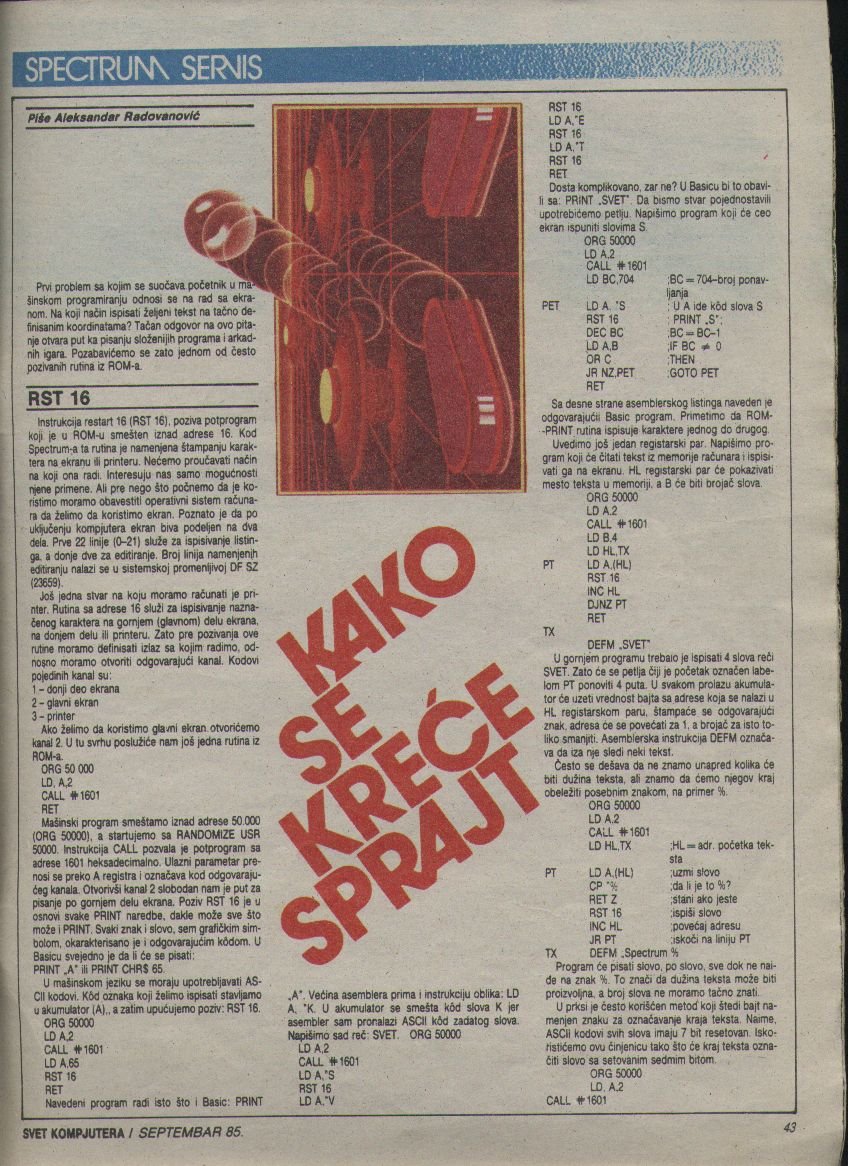 SPECTRUM SERVIS
Piše Aleksandar Radovanović
Prvi problem sa kojim se suočava početnik u ma-
šinskom programiranju odnosi se na rad sa ekra-
nom. Na koji način ispisati željeni tekst na tačno de-
finisanim koordinatama? Tačan odgovor na ovo pita-
nje otvara put ka pisanju složenijih programa i arkad-
nih igara. Pozabavićemo se zato jednom od često
pozivanih rutina iz ROM-a.
RST 16
Instrukcija restart 16 (RST 16), poziva potprogram
koji je u ROM-u smešten iznad adrese 16. Kod
Spectrum-a ta rutina je namenjena štampanju karak-
tera na ekranu ili printeru. Nećemo proučavati način
na koji ona radi. Interesuju nas samo mogućnosti
njene primene. Ali pre nego što počnemo da je ko-
ristimo moramo obavestiti operativni sistem računa-
ra da želimo da koristimo ekran. Poznato je da po
uključenju kompjutera ekran biva podeljen na dva
dela. Prve 22 linije (0–21) služe za ispisivanje listin-
ga, a donje dve za editiranje. Broj linija namenjenih
editiranju nalazi se u sistemskoj promenljivoj DF SZ
(23659).
Još jedna stvar na koju moramo računati je pri-
nter. Rutina sa adrese 16 služi za ispisivanje nazna-
čenog karaktera na gornjem (glavnom) delu ekrana,
na donjem delu ili printeru. Zato pre pozivanja ove
rutine moramo definisati izlaz sa kojim radimo, od-
nosno moramo otvoriti odgovarajući kanal. Kodovi
pojedinih kanal su:
1 – donji deo ekrana
2 – glavni ekran
3 – printer
Ako želimo da koristimo glavni ekran otvorićemo
kanal 2. U tu svrhu poslužiće nam još jedna rutina iz
ROM-a.
ORG 50 000
LD, A,2
CALL #1601
RET
Mašinski program smeštamo iznad adrese 50.000
(ORG 50000), a startujemo sa RANDOMIZE USR
50000. Instrukcija CALL pozvala je potprogram sa
adrese 1601 heksadecimalno. Ulazni parametar pre-
nosi se preko A registra i označava kod odgovaraju-
ćeg kanala. Otvorivši kanal 2 slobodan nam je put za
pisanje po gornjem delu ekrana. Poziv RST 16 je u
osnovi svake PRINT naredbe, dakle može sve što
može i PRINT. Svaki znak i slovo, sem grafičkim sim-
bolom, okarakterisano je i odgovarajućim kôdom. U
Basicu svejedno je da li će se pisati:
PRINT „A" ili PRINT CHR$ 65.
U mašinskom jeziku se moraju upotrebljavati AS-
CII kodovi. Kôd oznaka koji želimo ispisati stavljamo
u akumulator (A),, a zatim upućujemo poziv: RST 16.
ORG 50000
LD A,2
CALL #1601
LD A,65
RST 16
RET
Navedeni program radi isto što i Basic: PRINT
KAKO
SE
KREĆE
SPRAJT
„A". Većina asemblera prima i instrukciju oblika: LD
A, "K. U akumulator se smešta kôd slova K jer
asembler sam pronalazi ASCII kôd zadatog slova.
Napišimo sad reč: SVET. ORG 50000
LD A,2
CALL #1601
LD A,"S
RST 16
LD A,"V
RST 16
LD A,"E
RST 16
LD A,"T
RST 16
RET
Dosta komplikovano, zar ne? U Basicu bi to obavi-
li sa: PRINT „SVET". Da bismo stvar pojednostavili
upotrebićemo petlju. Napišimo program koji će ceo
ekran ispuniti slovima S.
ORG 50000
LD A,2
CALL #1601
LD BC,704 ;BC = 704–broj ponav-
ljanja
PET LD A, "S ; U A ide kôd slova S
RST 16 ; PRINT „S";
DEC BC ;BC = BC–1
LD A,B ;IF BC ≠ 0
OR C ;THEN
JR NZ,PET ;GOTO PET
RET
Sa desne strane asemblerskog listinga naveden je
odgovarajućii Basic program. Primetimo da ROM-
-PRINT rutina ispisuje karaktere jednog do drugog.
Uvedimo još jedan registarski par. Napišimo pro-
gram koji će čitati tekst iz memorije računara i ispisi-
vati ga na ekranu. HL registarski par će pokazivati
mesto teksta u memoriji, a B će biti brojač slova.
ORG 50000
LD A,2
CALL #1601
LD B,4
LD HL,TX
PT LD A,(HL)
RST 16
INC HL
DJNZ PT
RET
TX
DEFM „SVET"
U gornjem programu trebalo je ispisati 4 slova reči
SVET. Zato će se petlja čiji je početak označen labe-
lom PT ponoviti 4 puta. U svakom prolazu akumula-
tor će uzeti vrednost bajta sa adrese koja se nalazi u
HL registarskom paru, štampaće se odgovarajući
znak, adresa će se povećati za 1, a brojač za isto to-
liko smanjiti. Asemblerska instrukcija DEFM označa-
va da iza nje sledi neki tekst.
Često se dešava da ne znamo unapred kolika će
biti dužina teksta, ali znamo da ćemo njegov kraj
obeležiti posebnim znakom, na primer %.
ORG 50000
LD A,2
CALL #1601
LD HL,TX ;HL = adr. početka tek-
sta
PT LD A,(HL) ;uzmi slovo
CP "% ;da li je to %?
RET Z ;stani ako jeste
RST 16 ;ispiši slovo
INC HL ;povećaj adresu
JR PT ;iskoči na liniju PT
TX DEFM „Spectrum %
Program će pisati slovo, po slovo, sve dok ne nai-
đe na znak %. To znači da dužina teksta može biti
proizvoljna, a broj slova ne moramo tačno znati.
U prksi je često korišćen metod koji štedi bajt na-
menjen znaku za označavanje kraja teksta. Naime,
ASCII kodovi svih slova imaju 7 bit resetovan. Isko-
ristićemo ovu činjenicu tako što će kraj teksta ozna-
čiti slovo sa setovanim sedmim bitom.
ORG 50000
LD, A,2
CALL #1601
SVET KOMPJUTERA / SEPTEMBAR 85.
43